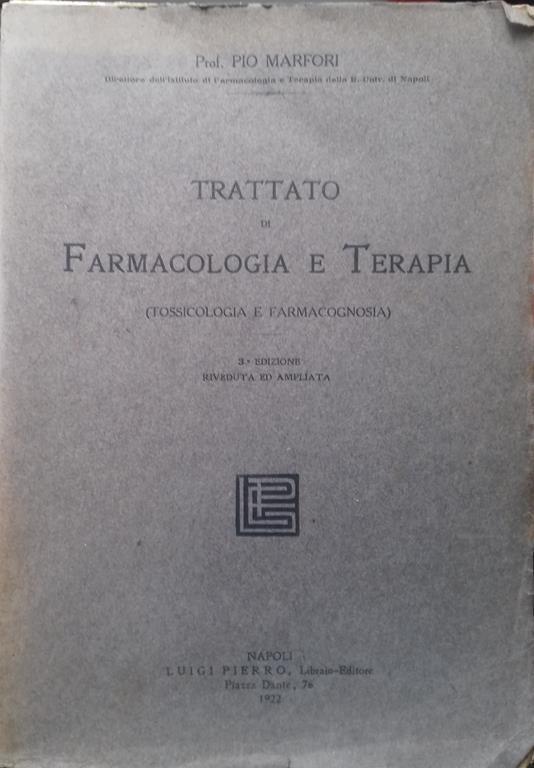 Prof. PIO MARFORI
Direttore dell'Istituto di Farmacologia e Terapia della R. Univ. di Napoli
TRATTATO
DI
FARMACOLOGIA E TERAPIA
(TOSSICOLOGIA E FARMACOGNOSIA)
3.ª EDIZIONE
RIVEDUTA ED AMPLIATA
NAPOLI
LUIGI PIERRO, Libraio-Editore
Piazza Dante, 76
1922